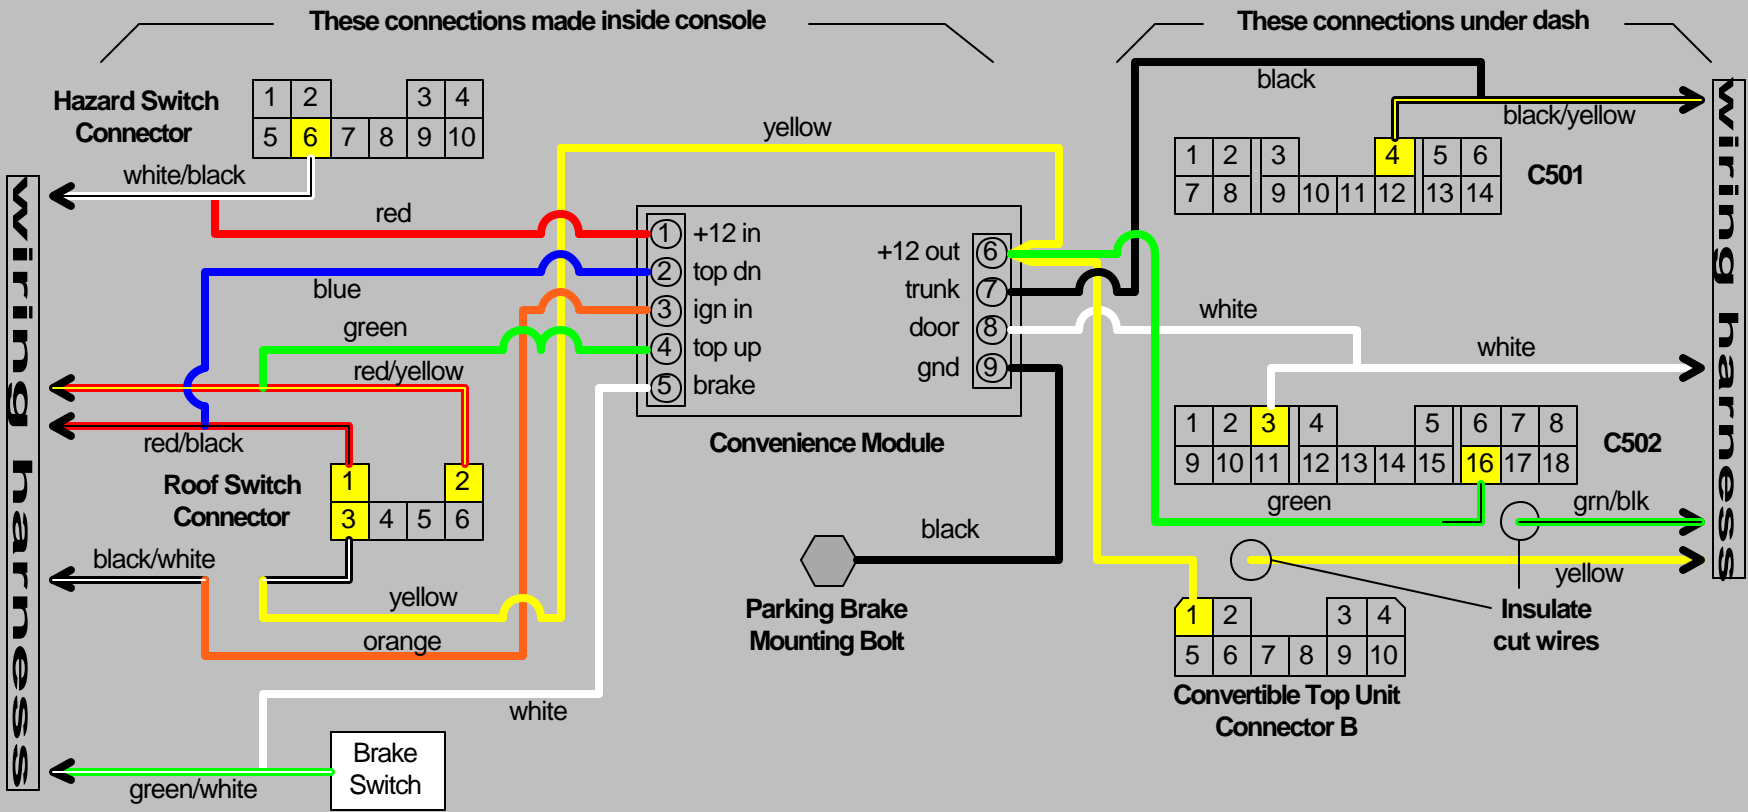 These connections made inside console
These connections under dash
Hazard Switch
Connector
1 2 3 4
5 6 7 8 9 10
white/black
red
blue
green
red/yellow
red/black
Roof Switch
Connector
1 2
3 4 5 6
black/white
yellow
orange
white
Brake
Switch
green/white
wiring harness
yellow
1 +12 in
2 top dn
3 ign in
4 top up
5 brake
+12 out 6
trunk 7
door 8
gnd 9
Convenience Module
black
Parking Brake
Mounting Bolt
black
black/yellow
1 2 3 4 5 6
7 8 9 10 11 12 13 14
C501
white
white
1 2 3 4 5 6 7 8
9 10 11 12 13 14 15 16 17 18
C502
green
grn/blk
yellow
Insulate
cut wires
1 2 3 4
5 6 7 8 9 10
Convertible Top Unit
Connector B
wiring harness